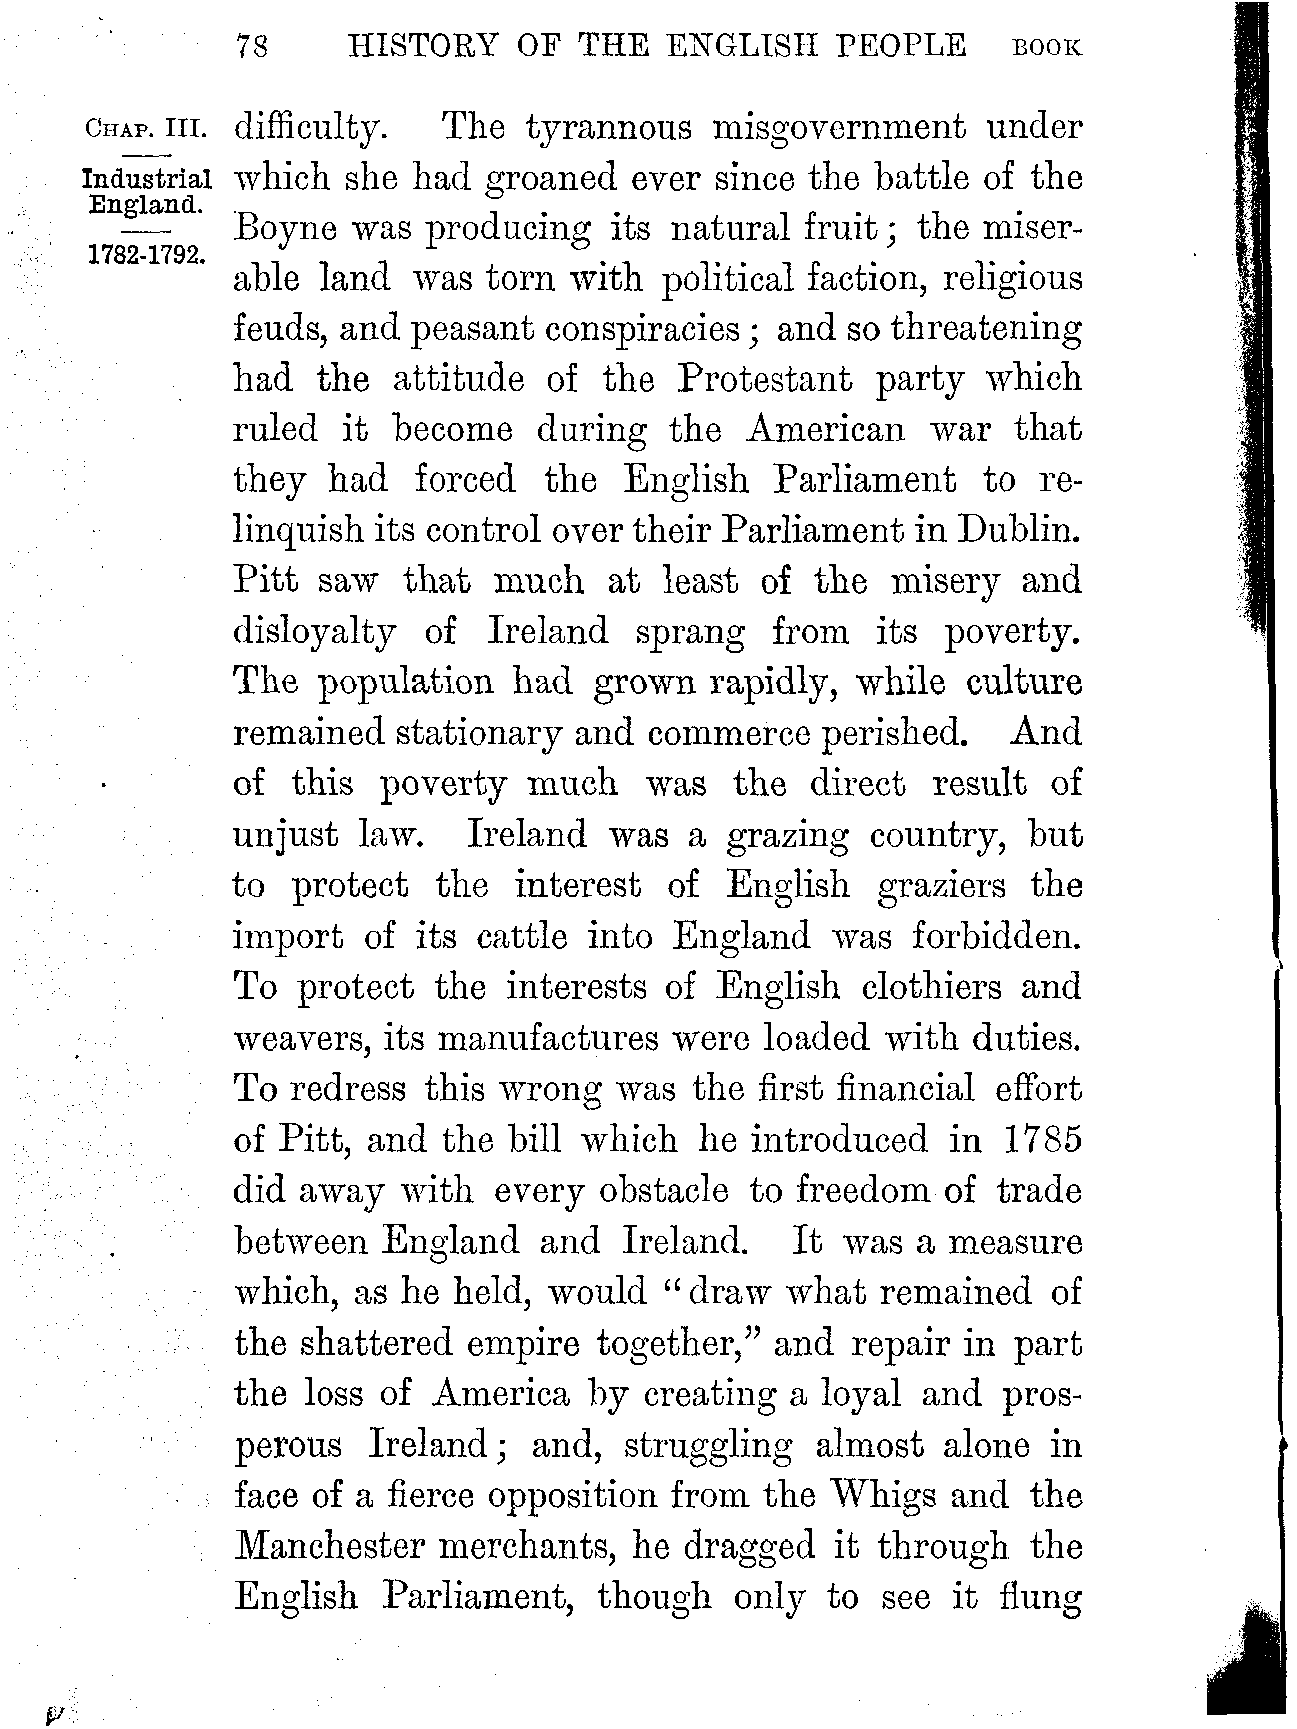 78 HISTORY OF THE ENGLISH PEOPLE BOOK
CHAP. III.
Industrial
England.
1782-1792.
difficulty. The tyrannous misgovernment under
which she had groaned ever since the battle of the
Boyne was producing its natural fruit; the miser-
able land was torn with political faction, religious
feuds, and peasant conspiracies; and so threatening
had the attitude of the Protestant party which
ruled it become during the American war that
they had forced the English Parliament to re-
linquish its control over their Parliament in Dublin.
Pitt saw that much at least of the misery and
disloyalty of Ireland sprang from its poverty.
The population had grown rapidly, while culture
remained stationary and commerce perished. And
of this poverty much was the direct result of
unjust law. Ireland was a grazing country, but
to protect the interest of English graziers the
import of its cattle into England was forbidden.
To protect the interests of English clothiers and
weavers, its manufactures were loaded with duties.
To redress this wrong was the first financial effort
of Pitt, and the bill which he introduced in 1785
did away with every obstacle to freedom of trade
between England and Ireland. It was a measure
which, as he held, would "draw what remained of
the shattered empire together," and repair in part
the loss of America by creating a loyal and pros-
perous Ireland; and, struggling almost alone in
face of a fierce opposition from the Whigs and the
Manchester merchants, he dragged it through the
English Parliament, though only to see it flung